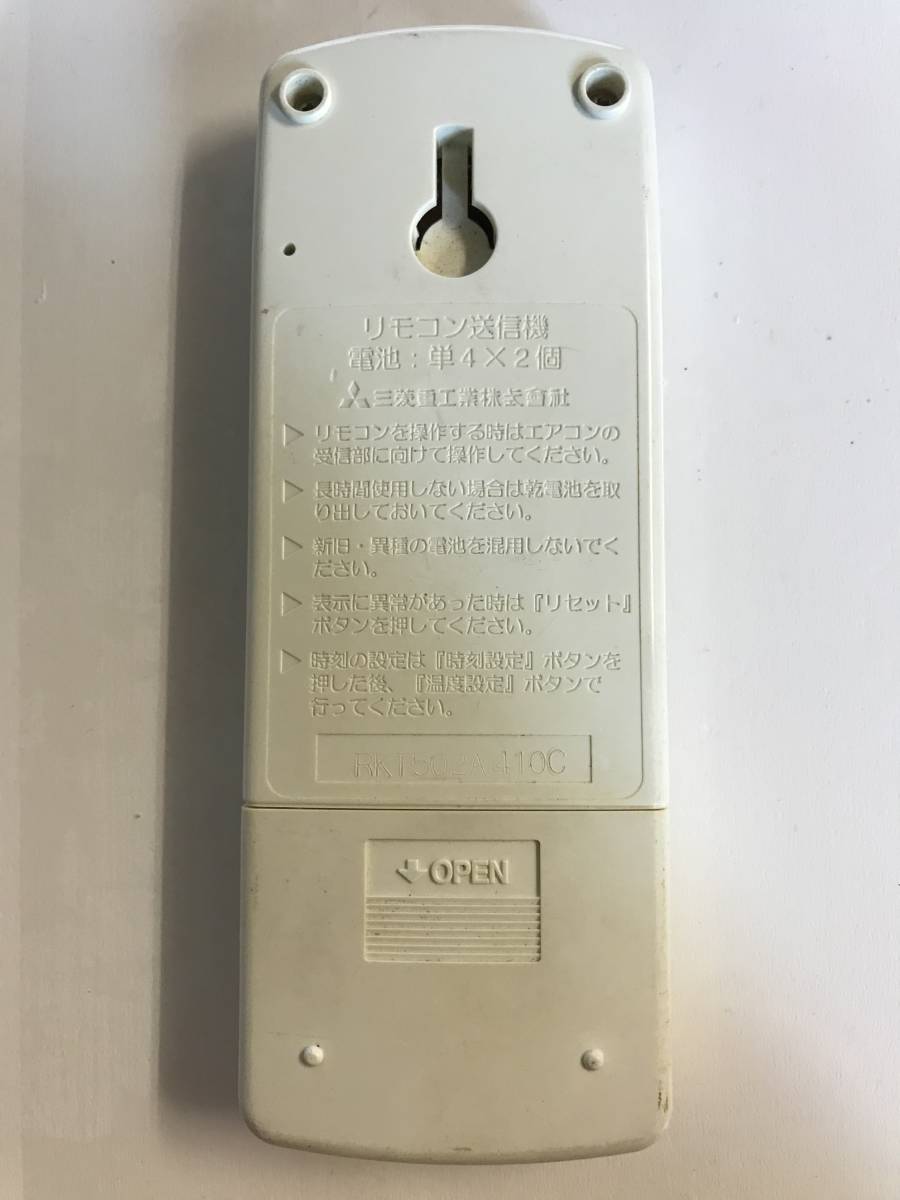 リモコン送信機
電池：単4×2個
三菱重工業株式會社
▷ リモコンを操作する時はエアコンの
受信部に向けて操作してください。
▷ 長時間使用しない場合は乾電池を取
り出しておいてください。
▷ 新旧・異種の電池を混用しないでく
ださい。
▷ 表示に異常があった時は『リセット』
ボタンを押してください。
▷ 時刻の設定は『時刻設定』ボタンを
押した後、『温度設定』ボタンで
行ってください。
RKT502A 410C
OPEN